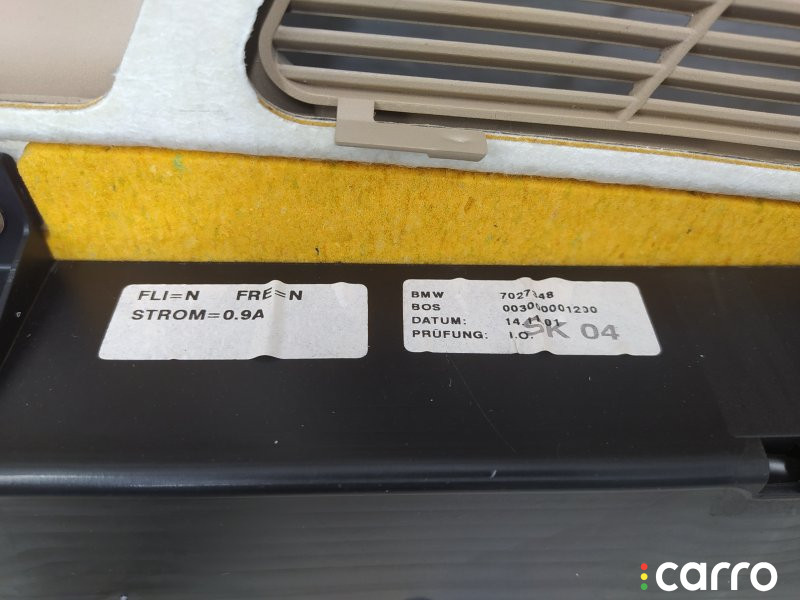 FLI=N FRE=N
STROM=0.9A
BMW
BOS
DATUM:
PRÜFUNG: I.O.
SK 04
carro